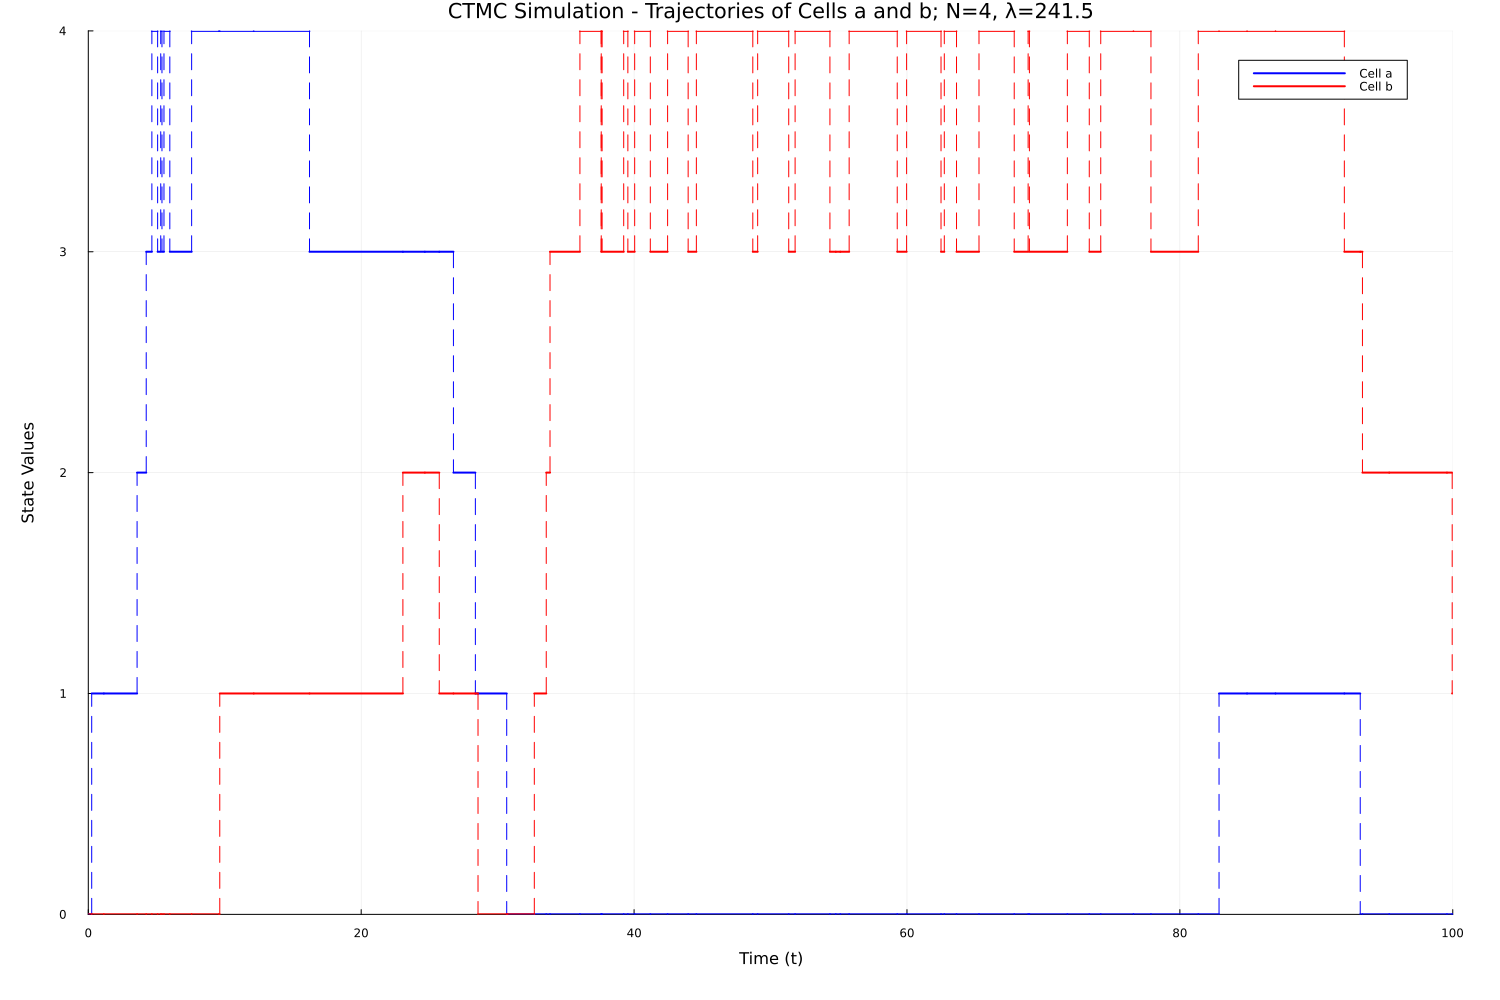 CTMC Simulation - Trajectories of Cells a and b; N=4, λ=241.5
4
Cell a
Cell b
3
State Values
2
1
0
0 20 40 60 80 100
Time (t)